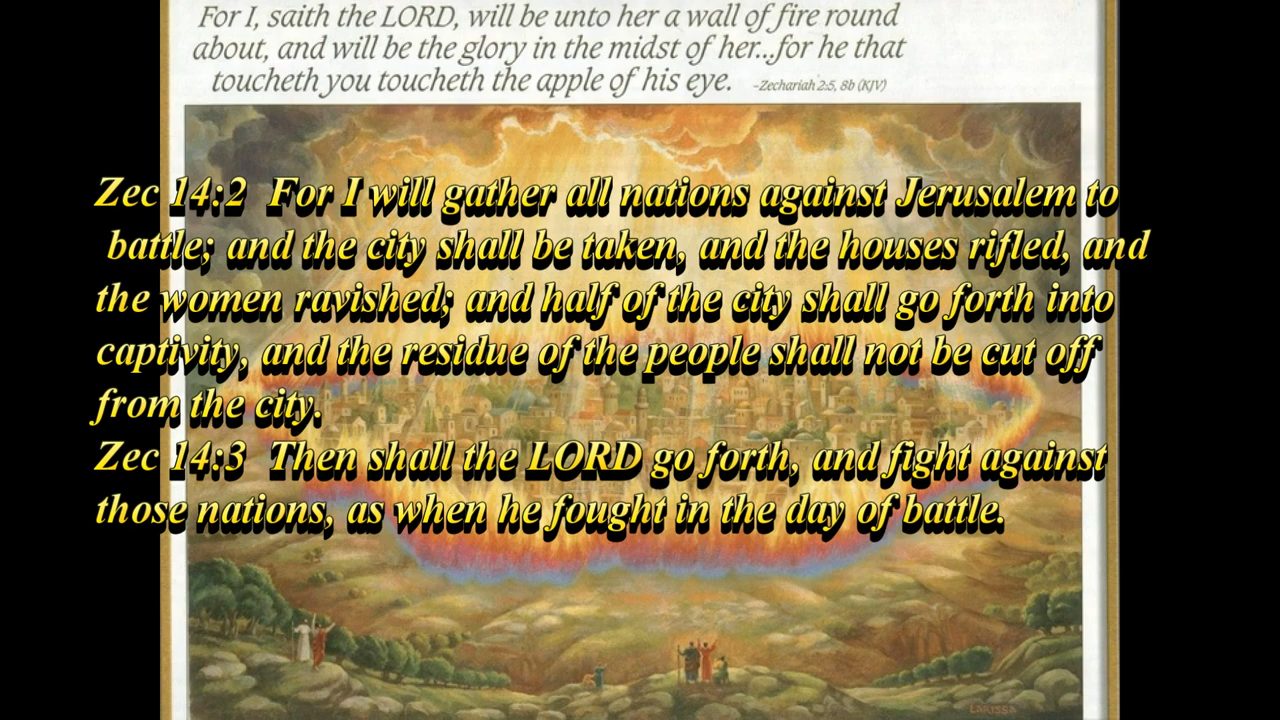 For I, saith the LORD, will be unto her a wall of fire round
about, and will be the glory in the midst of her...for he that
toucheth you toucheth the apple of his eye. –Zechariah 2:5, 8b (KJV)
Zec 14:2 For I will gather all nations against Jerusalem to
battle; and the city shall be taken, and the houses rifled, and
the women ravished; and half of the city shall go forth into
captivity, and the residue of the people shall not be cut off
from the city.
Zec 14:3 Then shall the LORD go forth, and fight against
those nations, as when he fought in the day of battle.
LARISSA